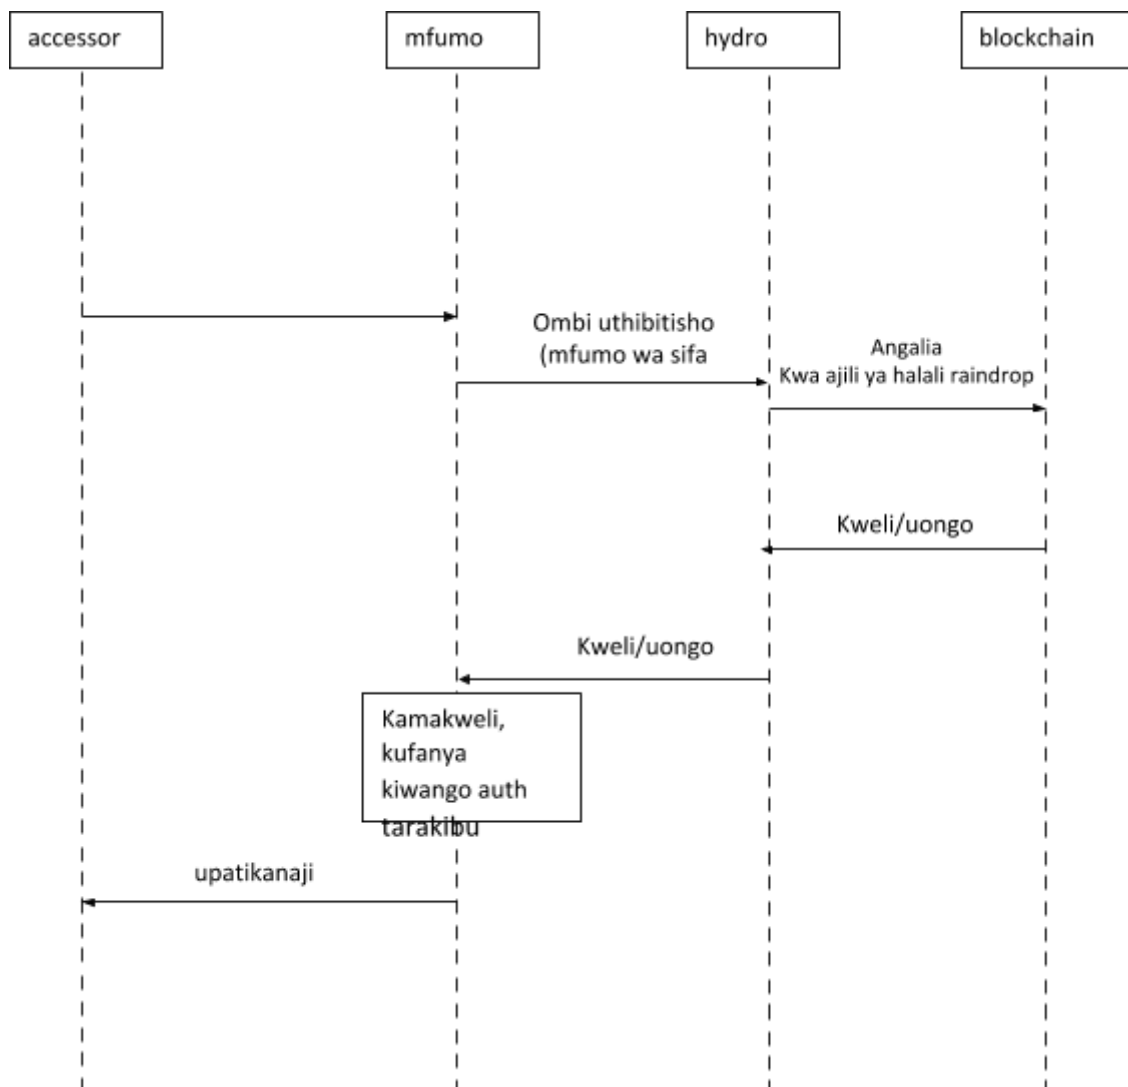 accessor
mfumo
hydro
blockchain
Ombi uthibitisho
(mfumo wa sifa
Angalia
Kwa ajili ya halali raindrop
Kweli/uongo
Kweli/uongo
Kamakweli,
kufanya
kiwango auth
tarakibu
upatikanaji